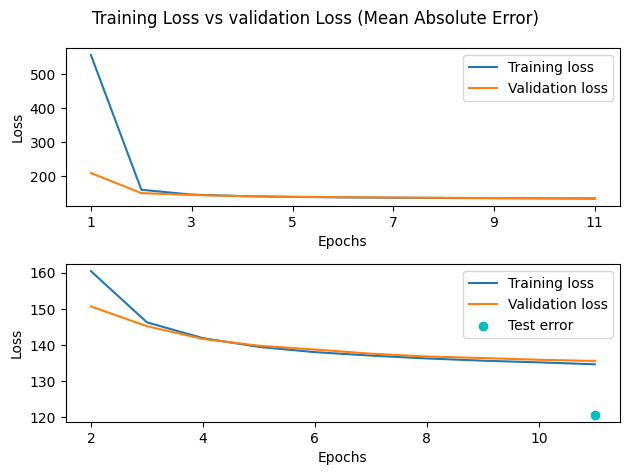 Training Loss vs validation Loss (Mean Absolute Error)
500
400
300
200
Loss
Training loss
Validation loss
1 3 5 7 9 11
Epochs
160
150
140
130
120
Loss
Training loss
Validation loss
Test error
2 4 6 8 10
Epochs